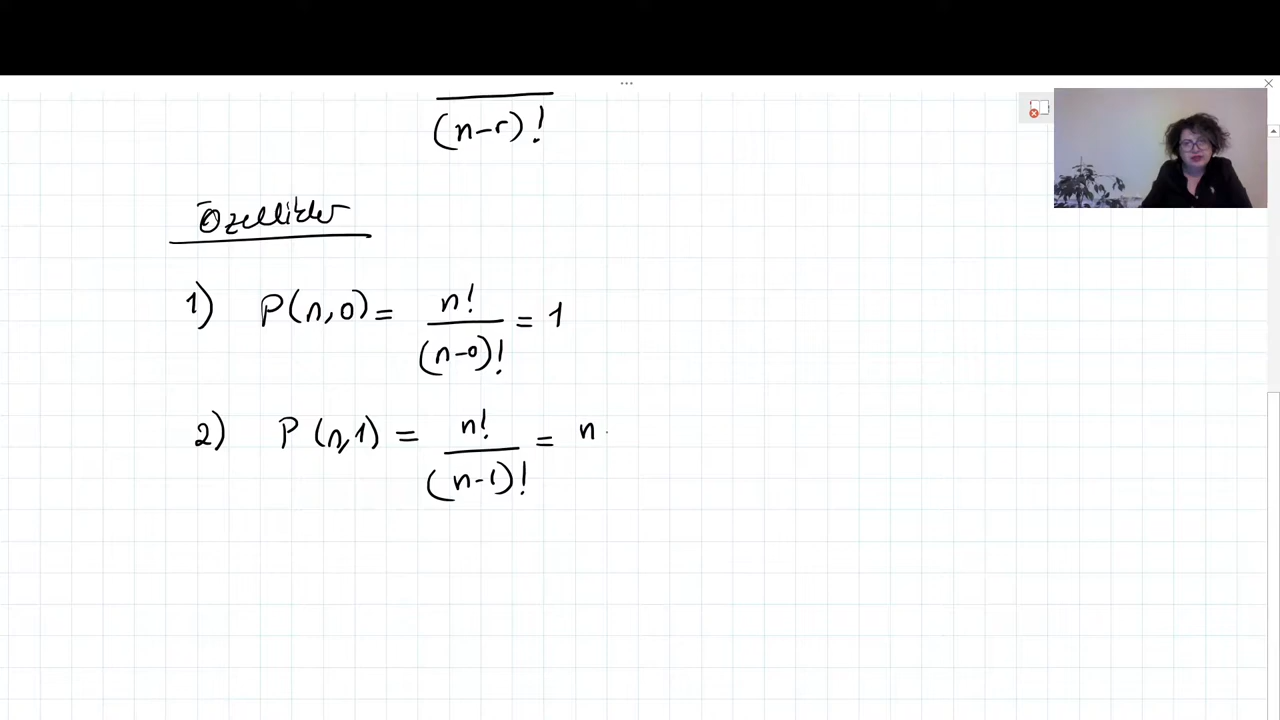 (n-r)!
Özellikler
1) P(n,0) = n!/(n-0)! = 1
2) P(n,1) = n!/(n-1)! = n.